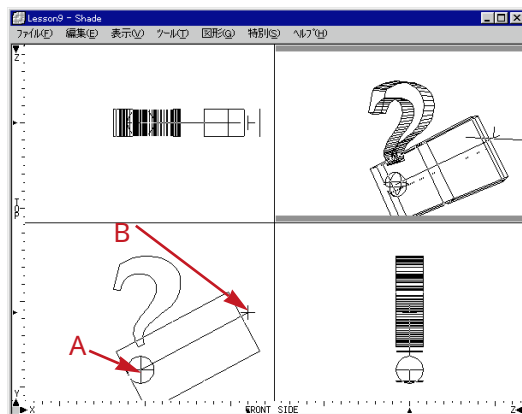 Lesson9 - Shade
ファイル(F) 編集(E) 表示(V) ツール(T) 図形(G) 特別(S) ヘルプ(H)
Z
TOP
B
A
Y
X
FRONT SIDE
Z